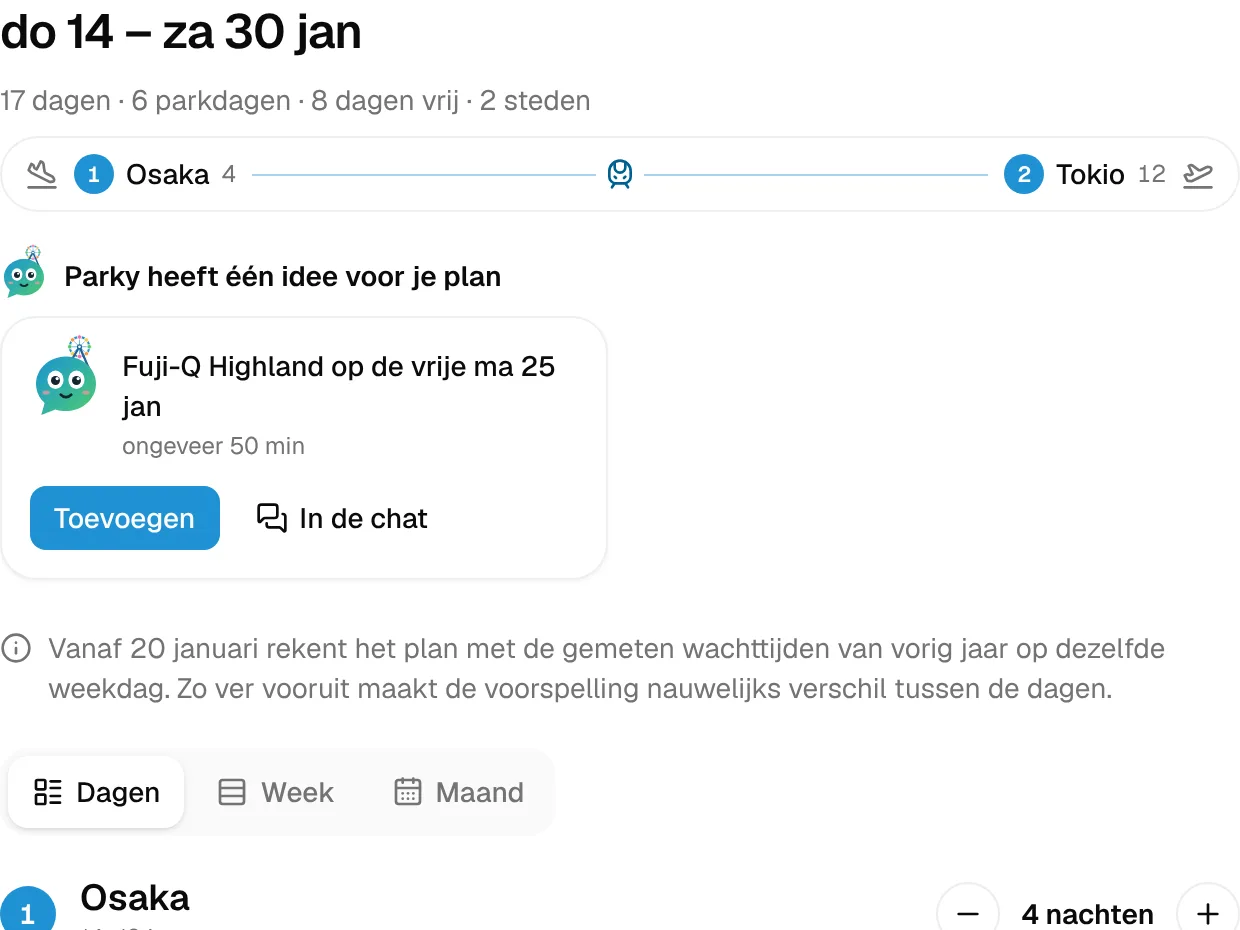 do 14 – za 30 jan
17 dagen · 6 parkdagen · 8 dagen vrij · 2 steden
1 Osaka 4 2 Tokio 12
Parky heeft één idee voor je plan
Fuji-Q Highland op de vrije ma 25
jan
ongeveer 50 min
Toevoegen In de chat
Vanaf 20 januari rekent het plan met de gemeten wachttijden van vorig jaar op dezelfde
weekdag. Zo ver vooruit maakt de voorspelling nauwelijks verschil tussen de dagen.
Dagen Week Maand
1 Osaka − 4 nachten +